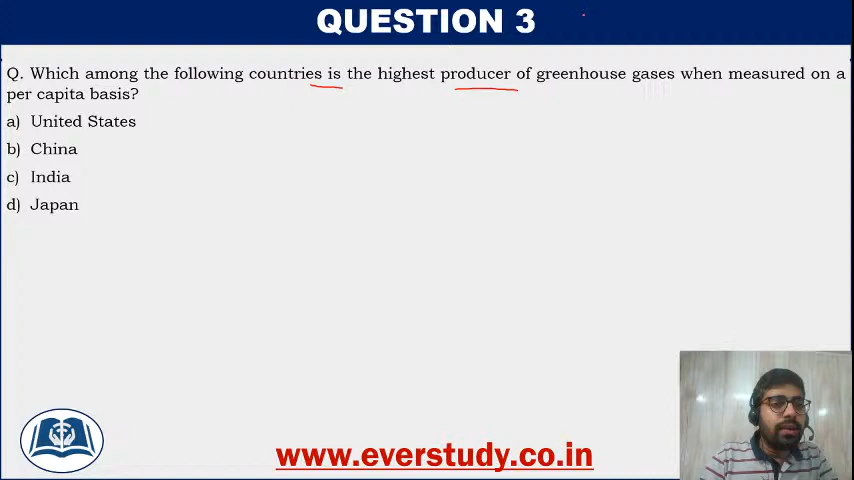 QUESTION 3
Q. Which among the following countries is the highest producer of greenhouse gases when measured on a
per capita basis?
a) United States
b) China
c) India
d) Japan
www.everstudy.co.in